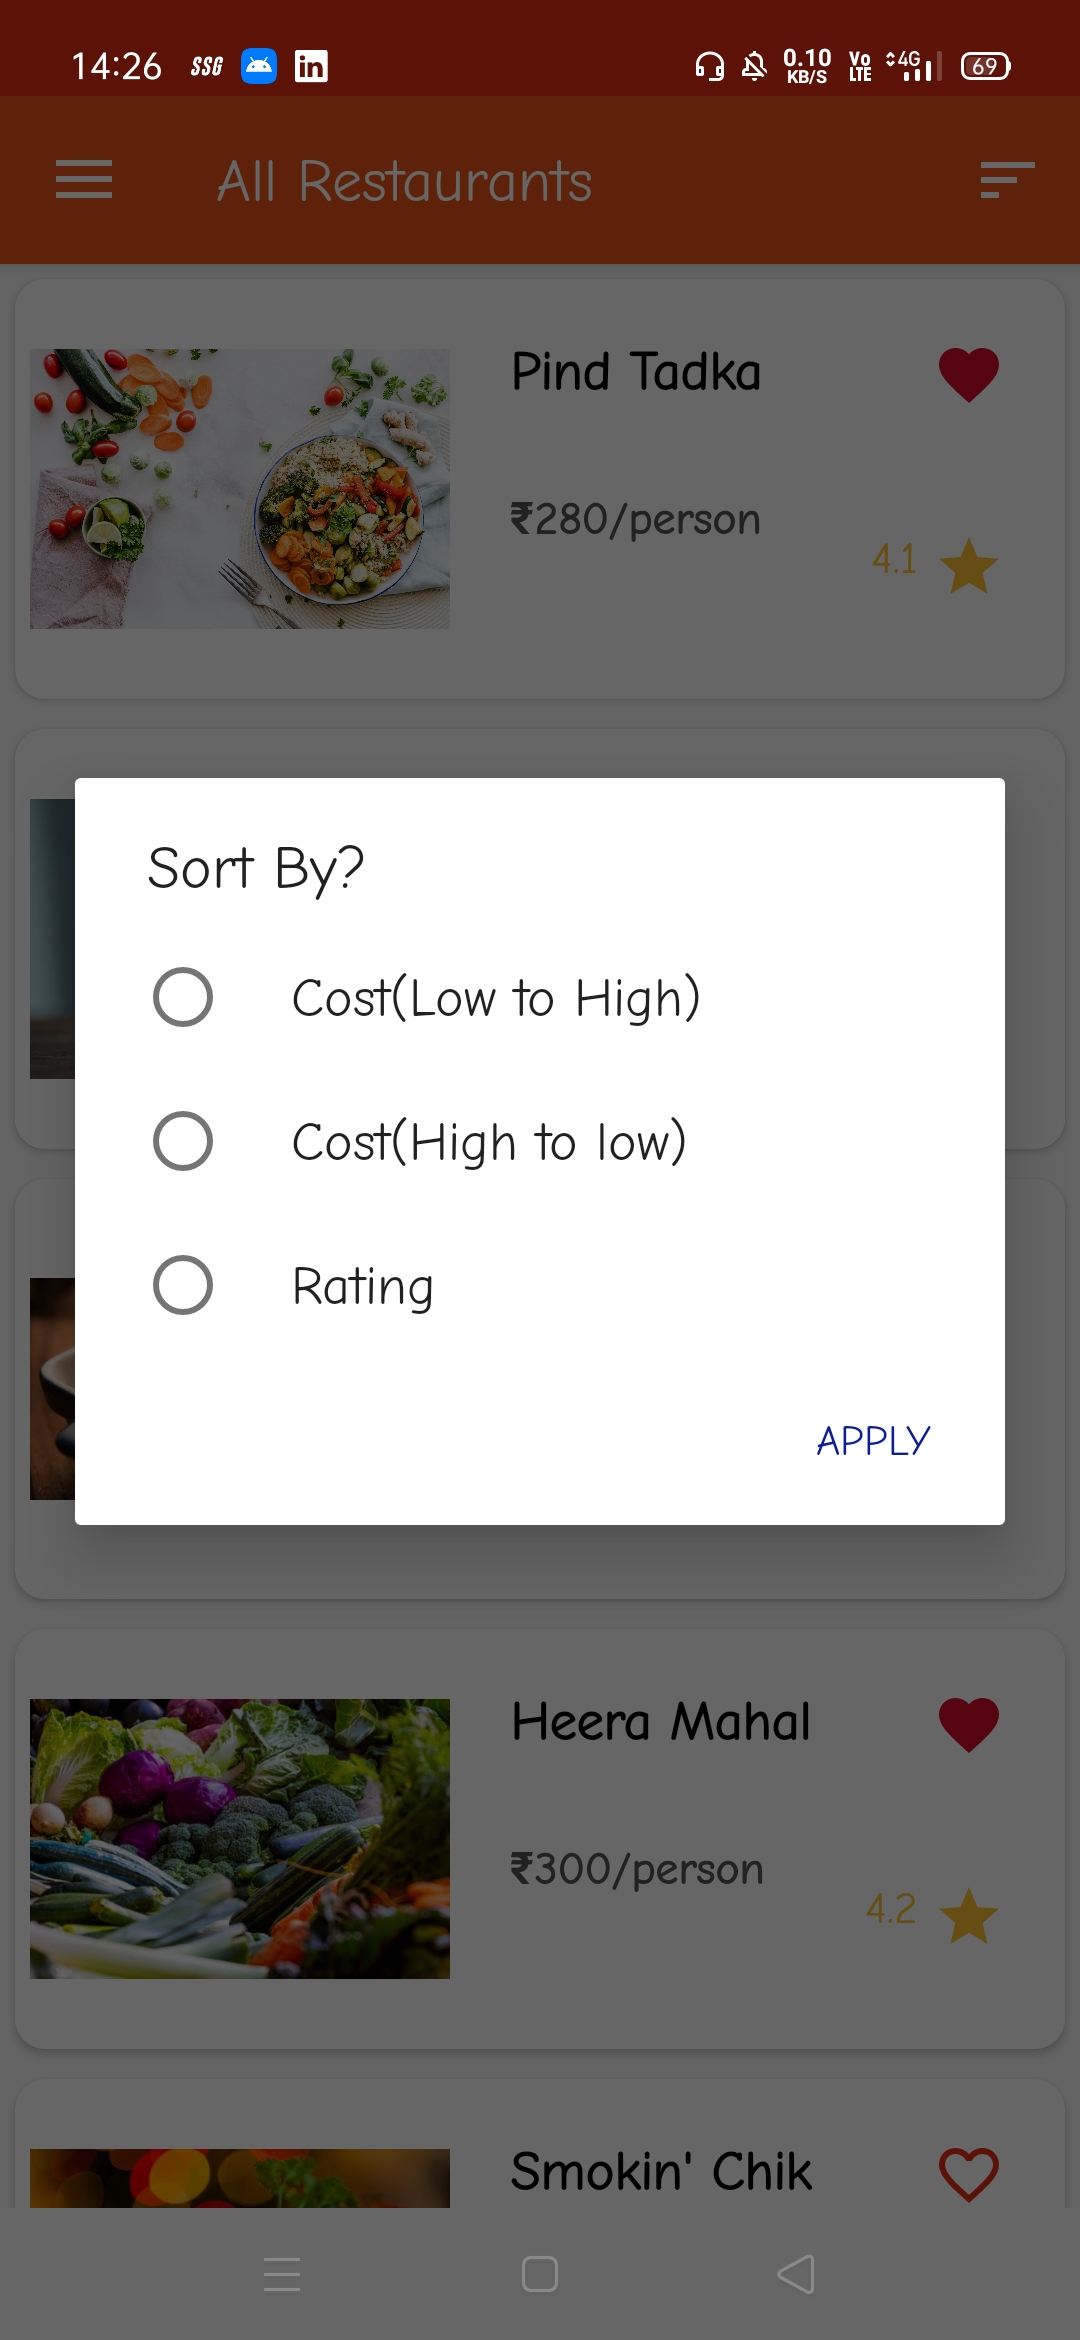 14:26 SSG in 0.10 KB/S Vo LTE 4G 69
All Restaurants
Pind Tadka
₹280/person
4.1
Sort By?
Cost(Low to High)
Cost(High to low)
Rating
APPLY
Heera Mahal
₹300/person
4.2
Smokin' Chik